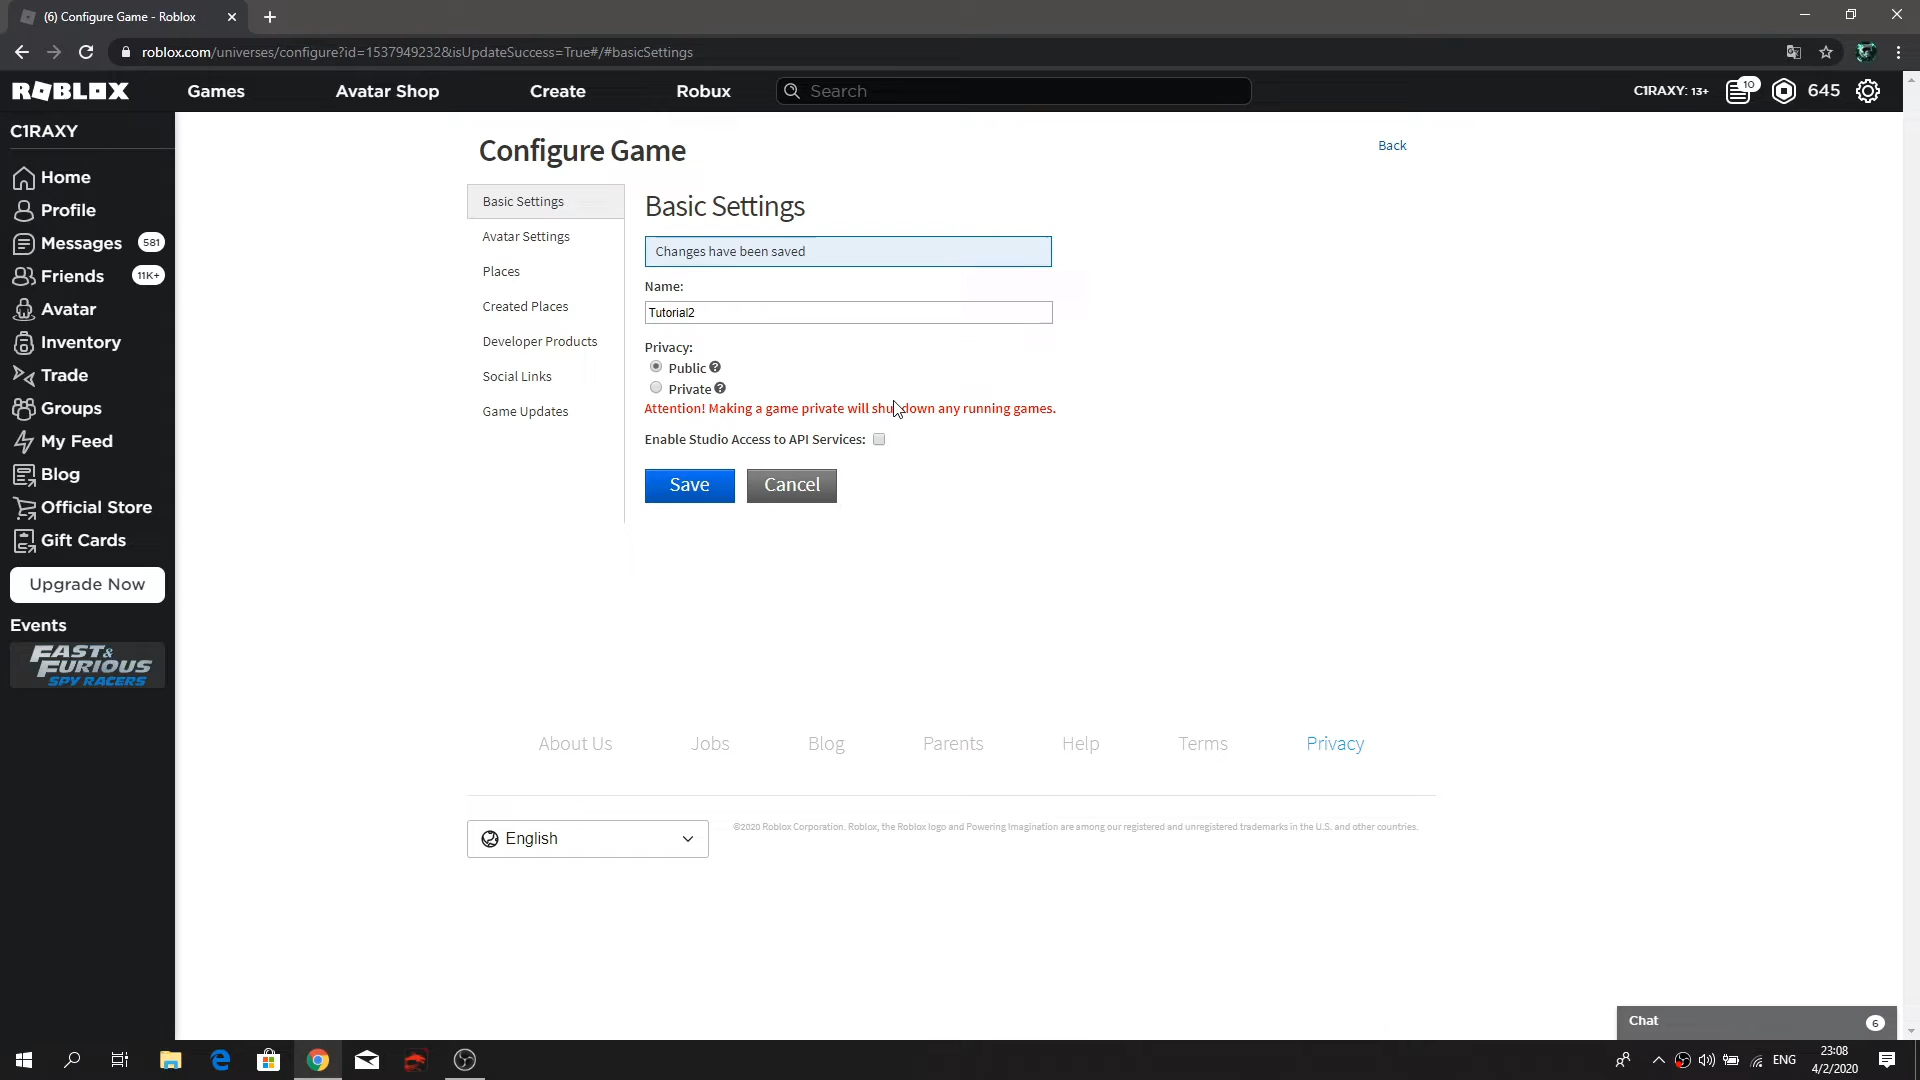 (6) Configure Game - Roblox
roblox.com/universes/configure?id=1537949232&isUpdateSuccess=True#/#basicSettings
ROBLOX
Games
Avatar Shop
Create
Robux
Search
C1RAXY: 13+
10
645
C1RAXY
Home
Profile
Messages 581
Friends 11K+
Avatar
Inventory
Trade
Groups
My Feed
Blog
Official Store
Gift Cards
Upgrade Now
Events
FAST &
FURIOUS
SPY RACERS
Configure Game
Back
Basic Settings
Avatar Settings
Places
Created Places
Developer Products
Social Links
Game Updates
Basic Settings
Changes have been saved
Name:
Tutorial2
Privacy:
Public
Private
Attention! Making a game private will shutdown any running games.
Enable Studio Access to API Services:
Save
Cancel
About Us
Jobs
Blog
Parents
Help
Terms
Privacy
English
©2020 Roblox Corporation. Roblox, the Roblox logo and Powering Imagination are among our registered and unregistered trademarks in the U.S. and other countries.
Chat
6
ENG
23:08
4/2/2020